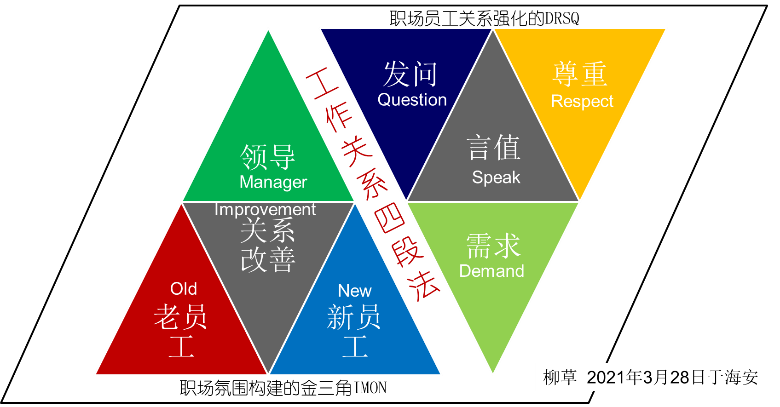 职场员工关系强化的DRSQ
发问
Question
尊重
Respect
言值
Speak
需求
Demand
工作关系四段法
领导
Manager
Improvement
关系
改善
Old
老员
工
New
新员
工
职场氛围构建的金三角IMON
柳草 2021年3月28日于海安